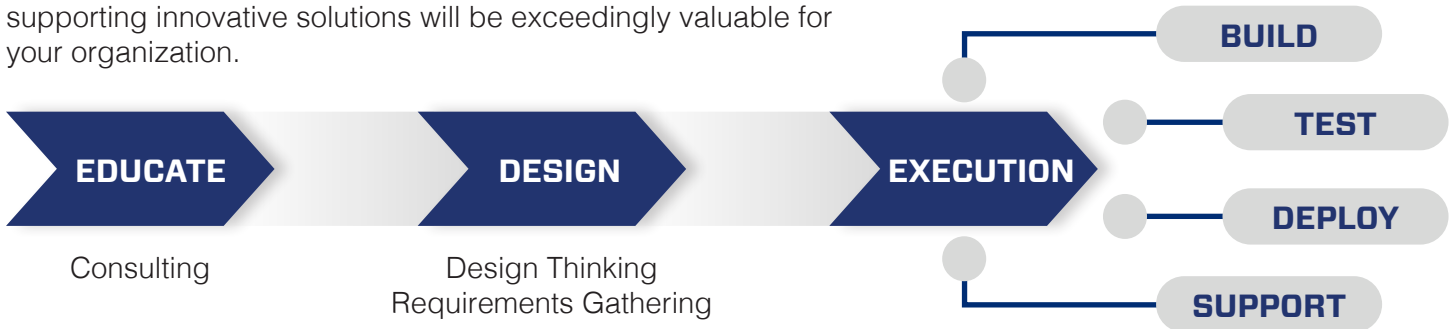 supporting innovative solutions will be exceedingly valuable for
your organization.
EDUCATE
Consulting
DESIGN
Design Thinking
Requirements Gathering
EXECUTION
BUILD
TEST
DEPLOY
SUPPORT